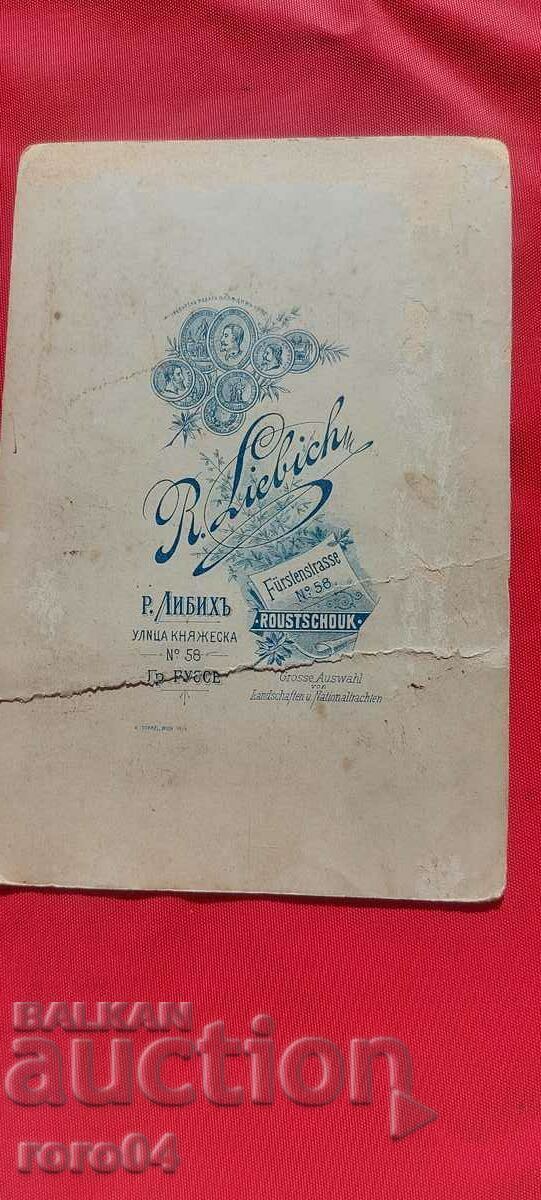 R. Liebich
Fürstenstrasse
No. 58.
ROUSTSCHOUK·
Р. ЛИБИХЪ
УЛИЦА КНЯЖЕСКА
No 58
ГР. РУССЕ
Grosse Auswahl
von
Landschaften u. Nationaltrachten
BALKAN
auction
roro04